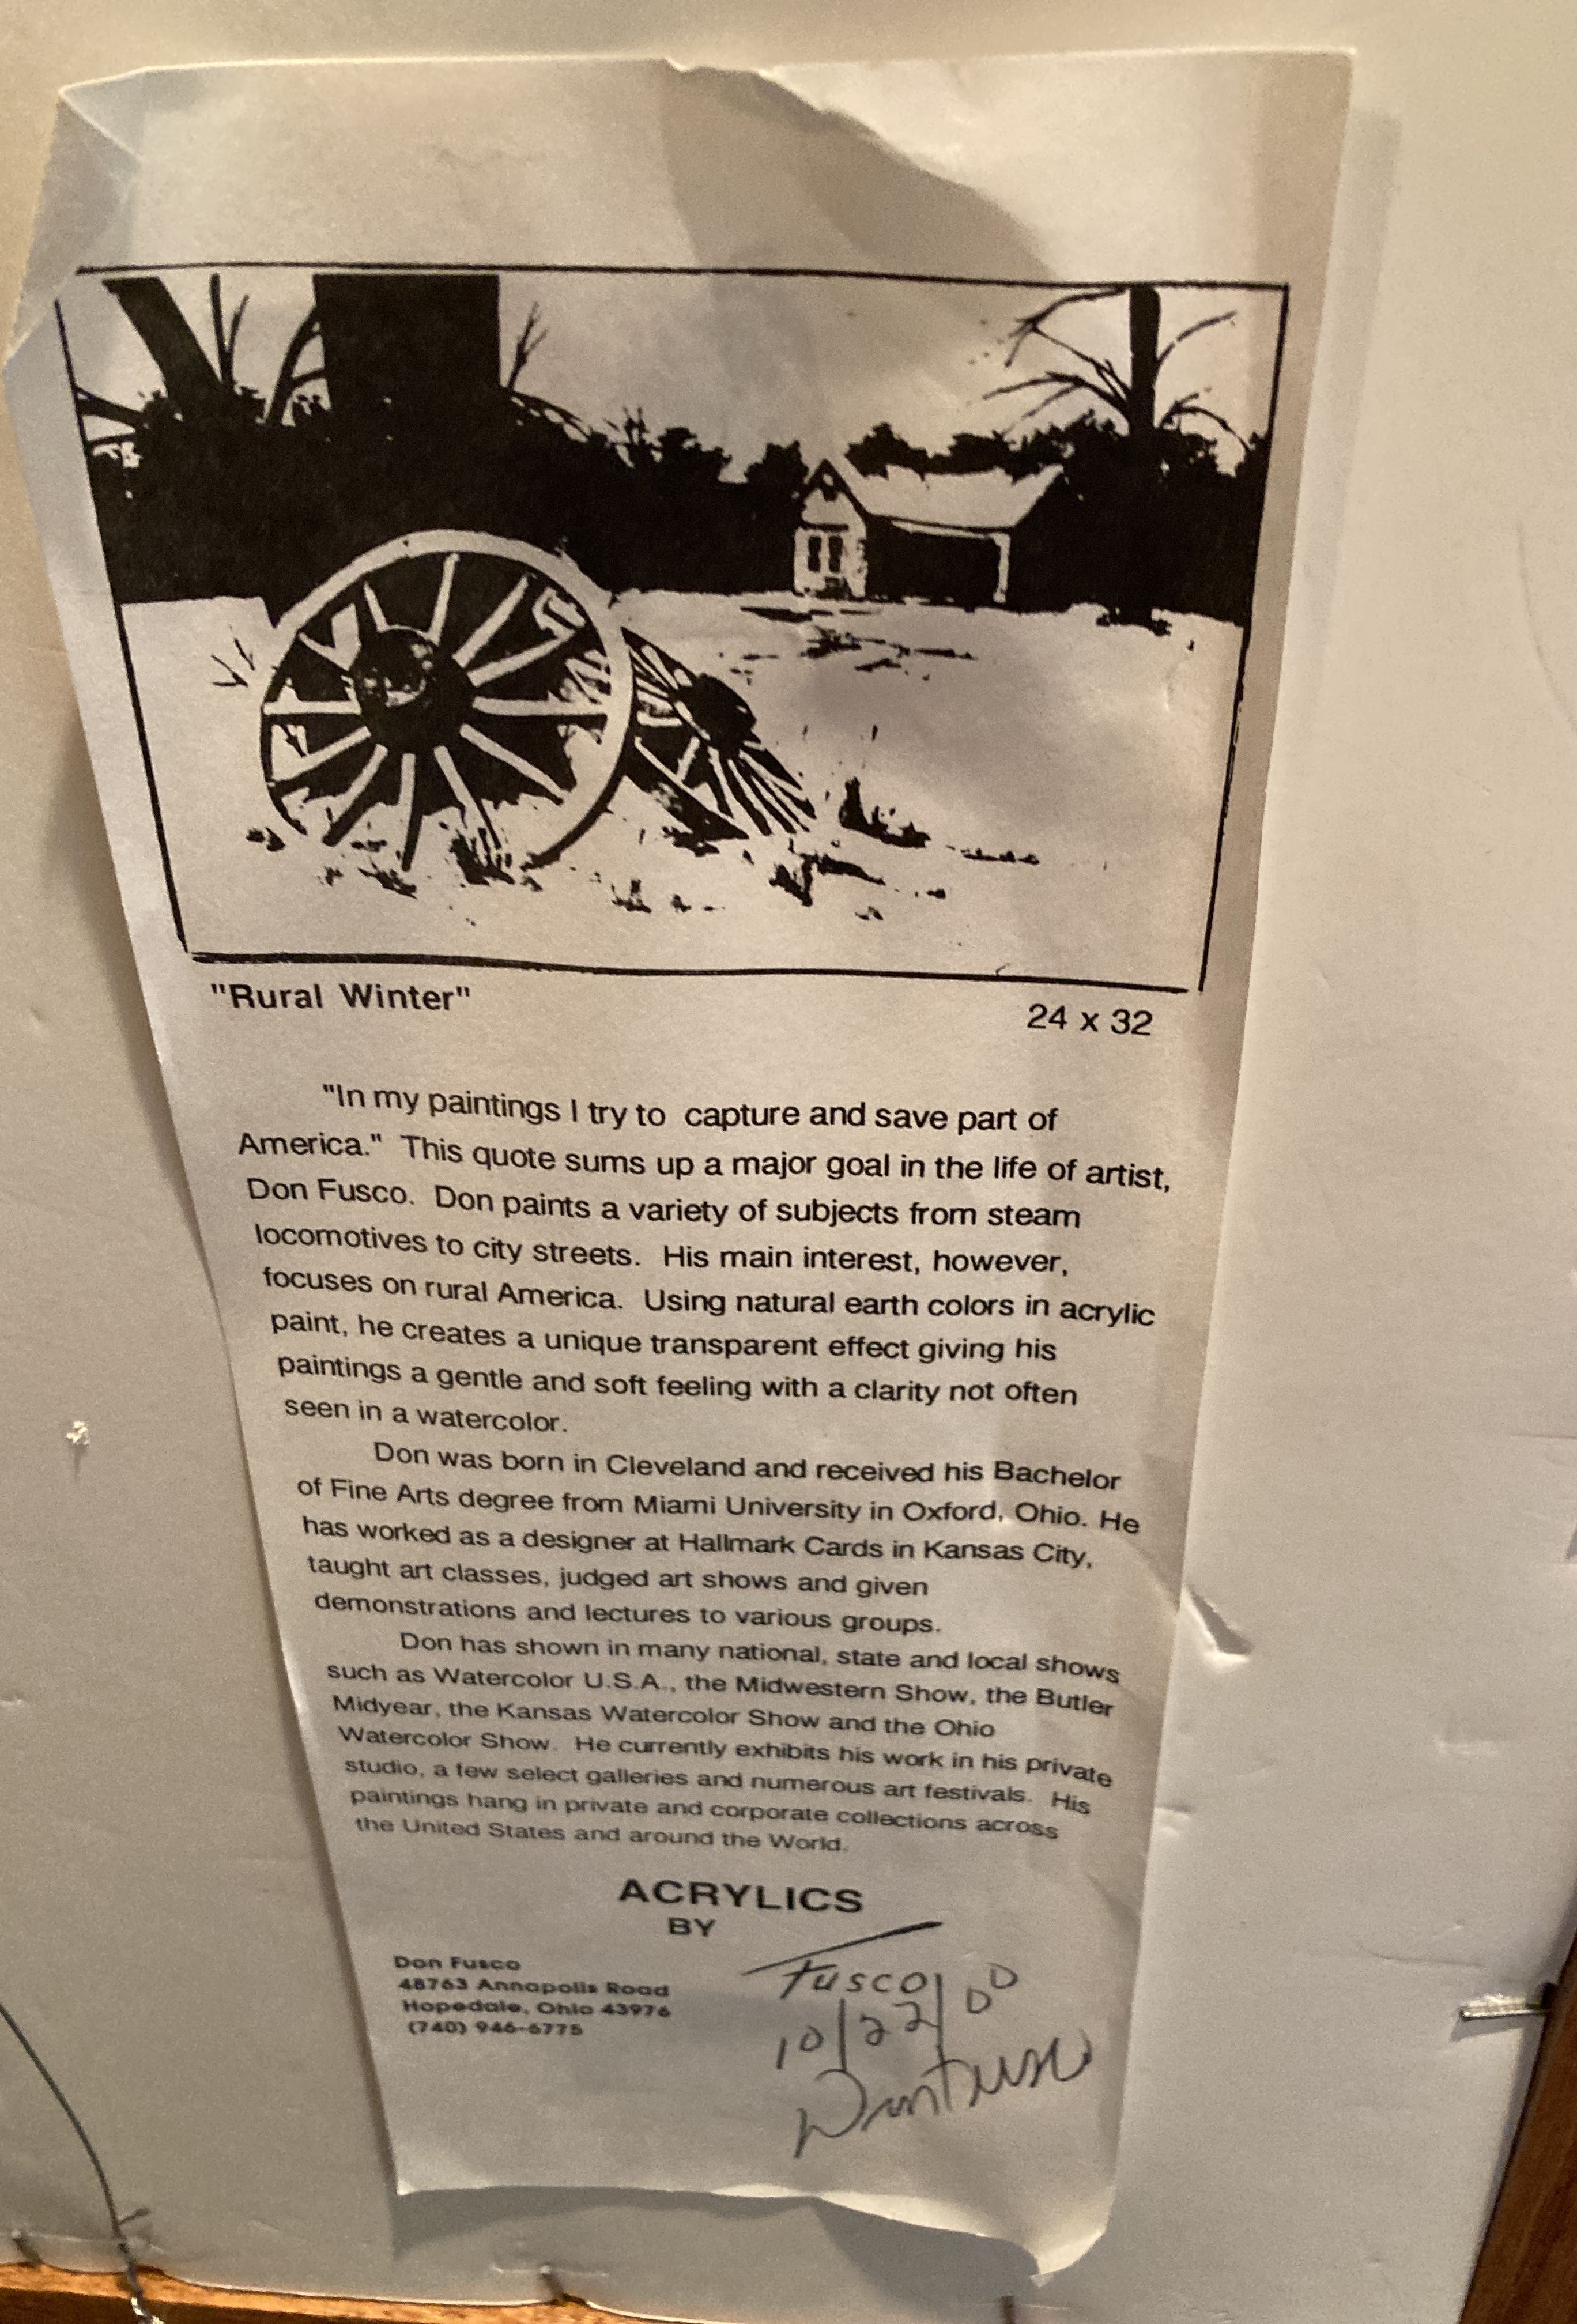 "Rural Winter"
24 x 32
"In my paintings I try to capture and save part of
America." This quote sums up a major goal in the life of artist,
Don Fusco. Don paints a variety of subjects from steam
locomotives to city streets. His main interest, however,
focuses on rural America. Using natural earth colors in acrylic
paint, he creates a unique transparent effect giving his
paintings a gentle and soft feeling with a clarity not often
seen in a watercolor.
Don was born in Cleveland and received his Bachelor
of Fine Arts degree from Miami University in Oxford, Ohio. He
has worked as a designer at Hallmark Cards in Kansas City,
taught art classes, judged art shows and given
demonstrations and lectures to various groups.
Don has shown in many national, state and local shows
such as Watercolor U.S.A., the Midwestern Show, the Butler
Midyear, the Kansas Watercolor Show and the Ohio
Watercolor Show. He currently exhibits his work in his private
studio, a few select galleries and numerous art festivals. His
paintings hang in private and corporate collections across
the United States and around the World.
ACRYLICS
BY
Don Fusco
48763 Annapolis Road
Hopedale, Ohio 43976
(740) 946-6775
Fusco
10/22/00
Don Fusco